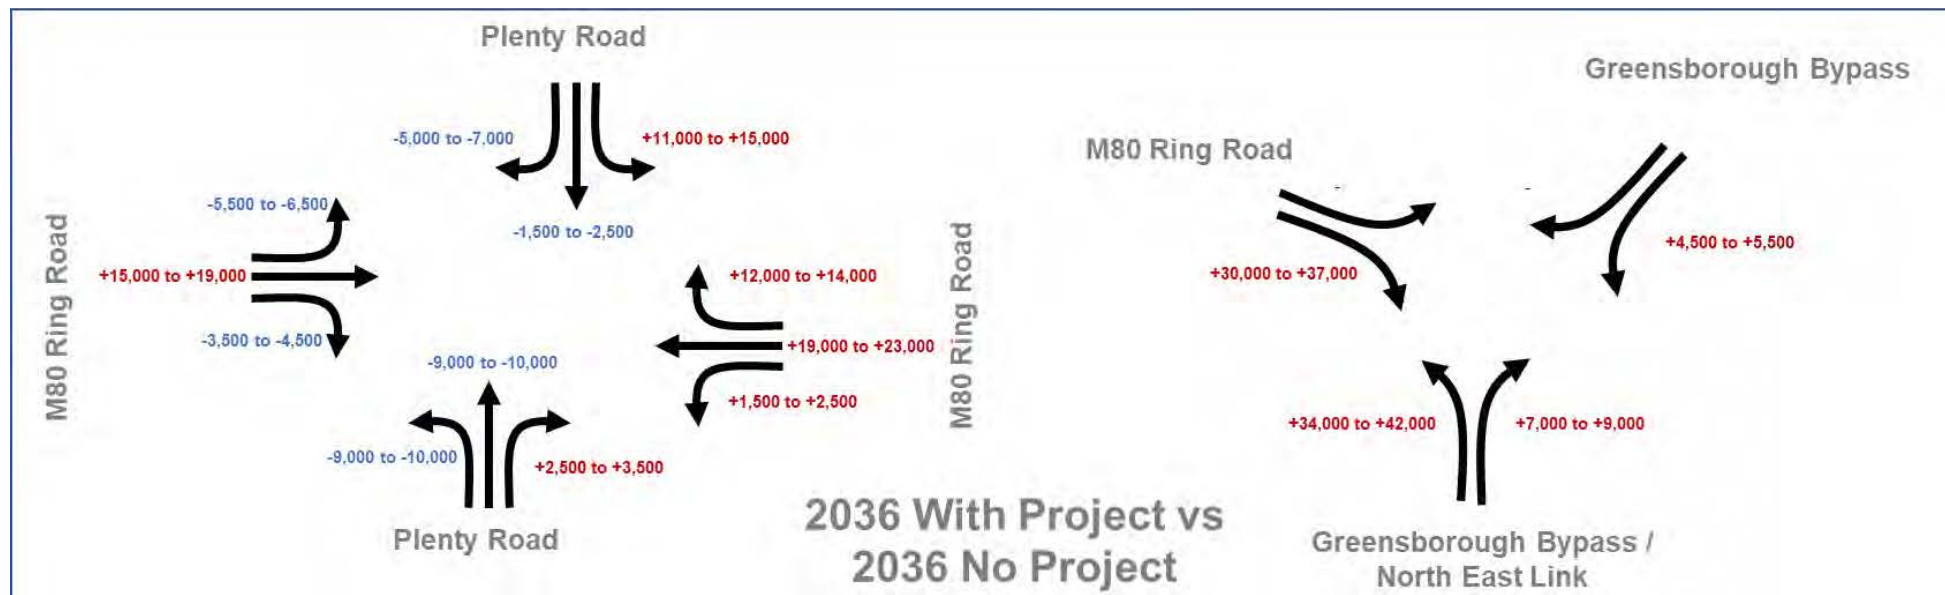 Plenty Road
Greensborough Bypass
-5,000 to -7,000
+11,000 to +15,000
M80 Ring Road
-
-
-5,500 to -6,500
-1,500 to -2,500
M80 Ring Road
+15,000 to +19,000
+12,000 to +14,000
M80 Ring Road
+4,500 to +5,500
+30,000 to +37,000
-3,500 to -4,500
-9,000 to -10,000
+19,000 to +23,000
+1,500 to +2,500
-9,000 to -10,000
+2,500 to +3,500
+34,000 to +42,000
+7,000 to +9,000
Plenty Road
2036 With Project vs
2036 No Project
Greensborough Bypass /
North East Link